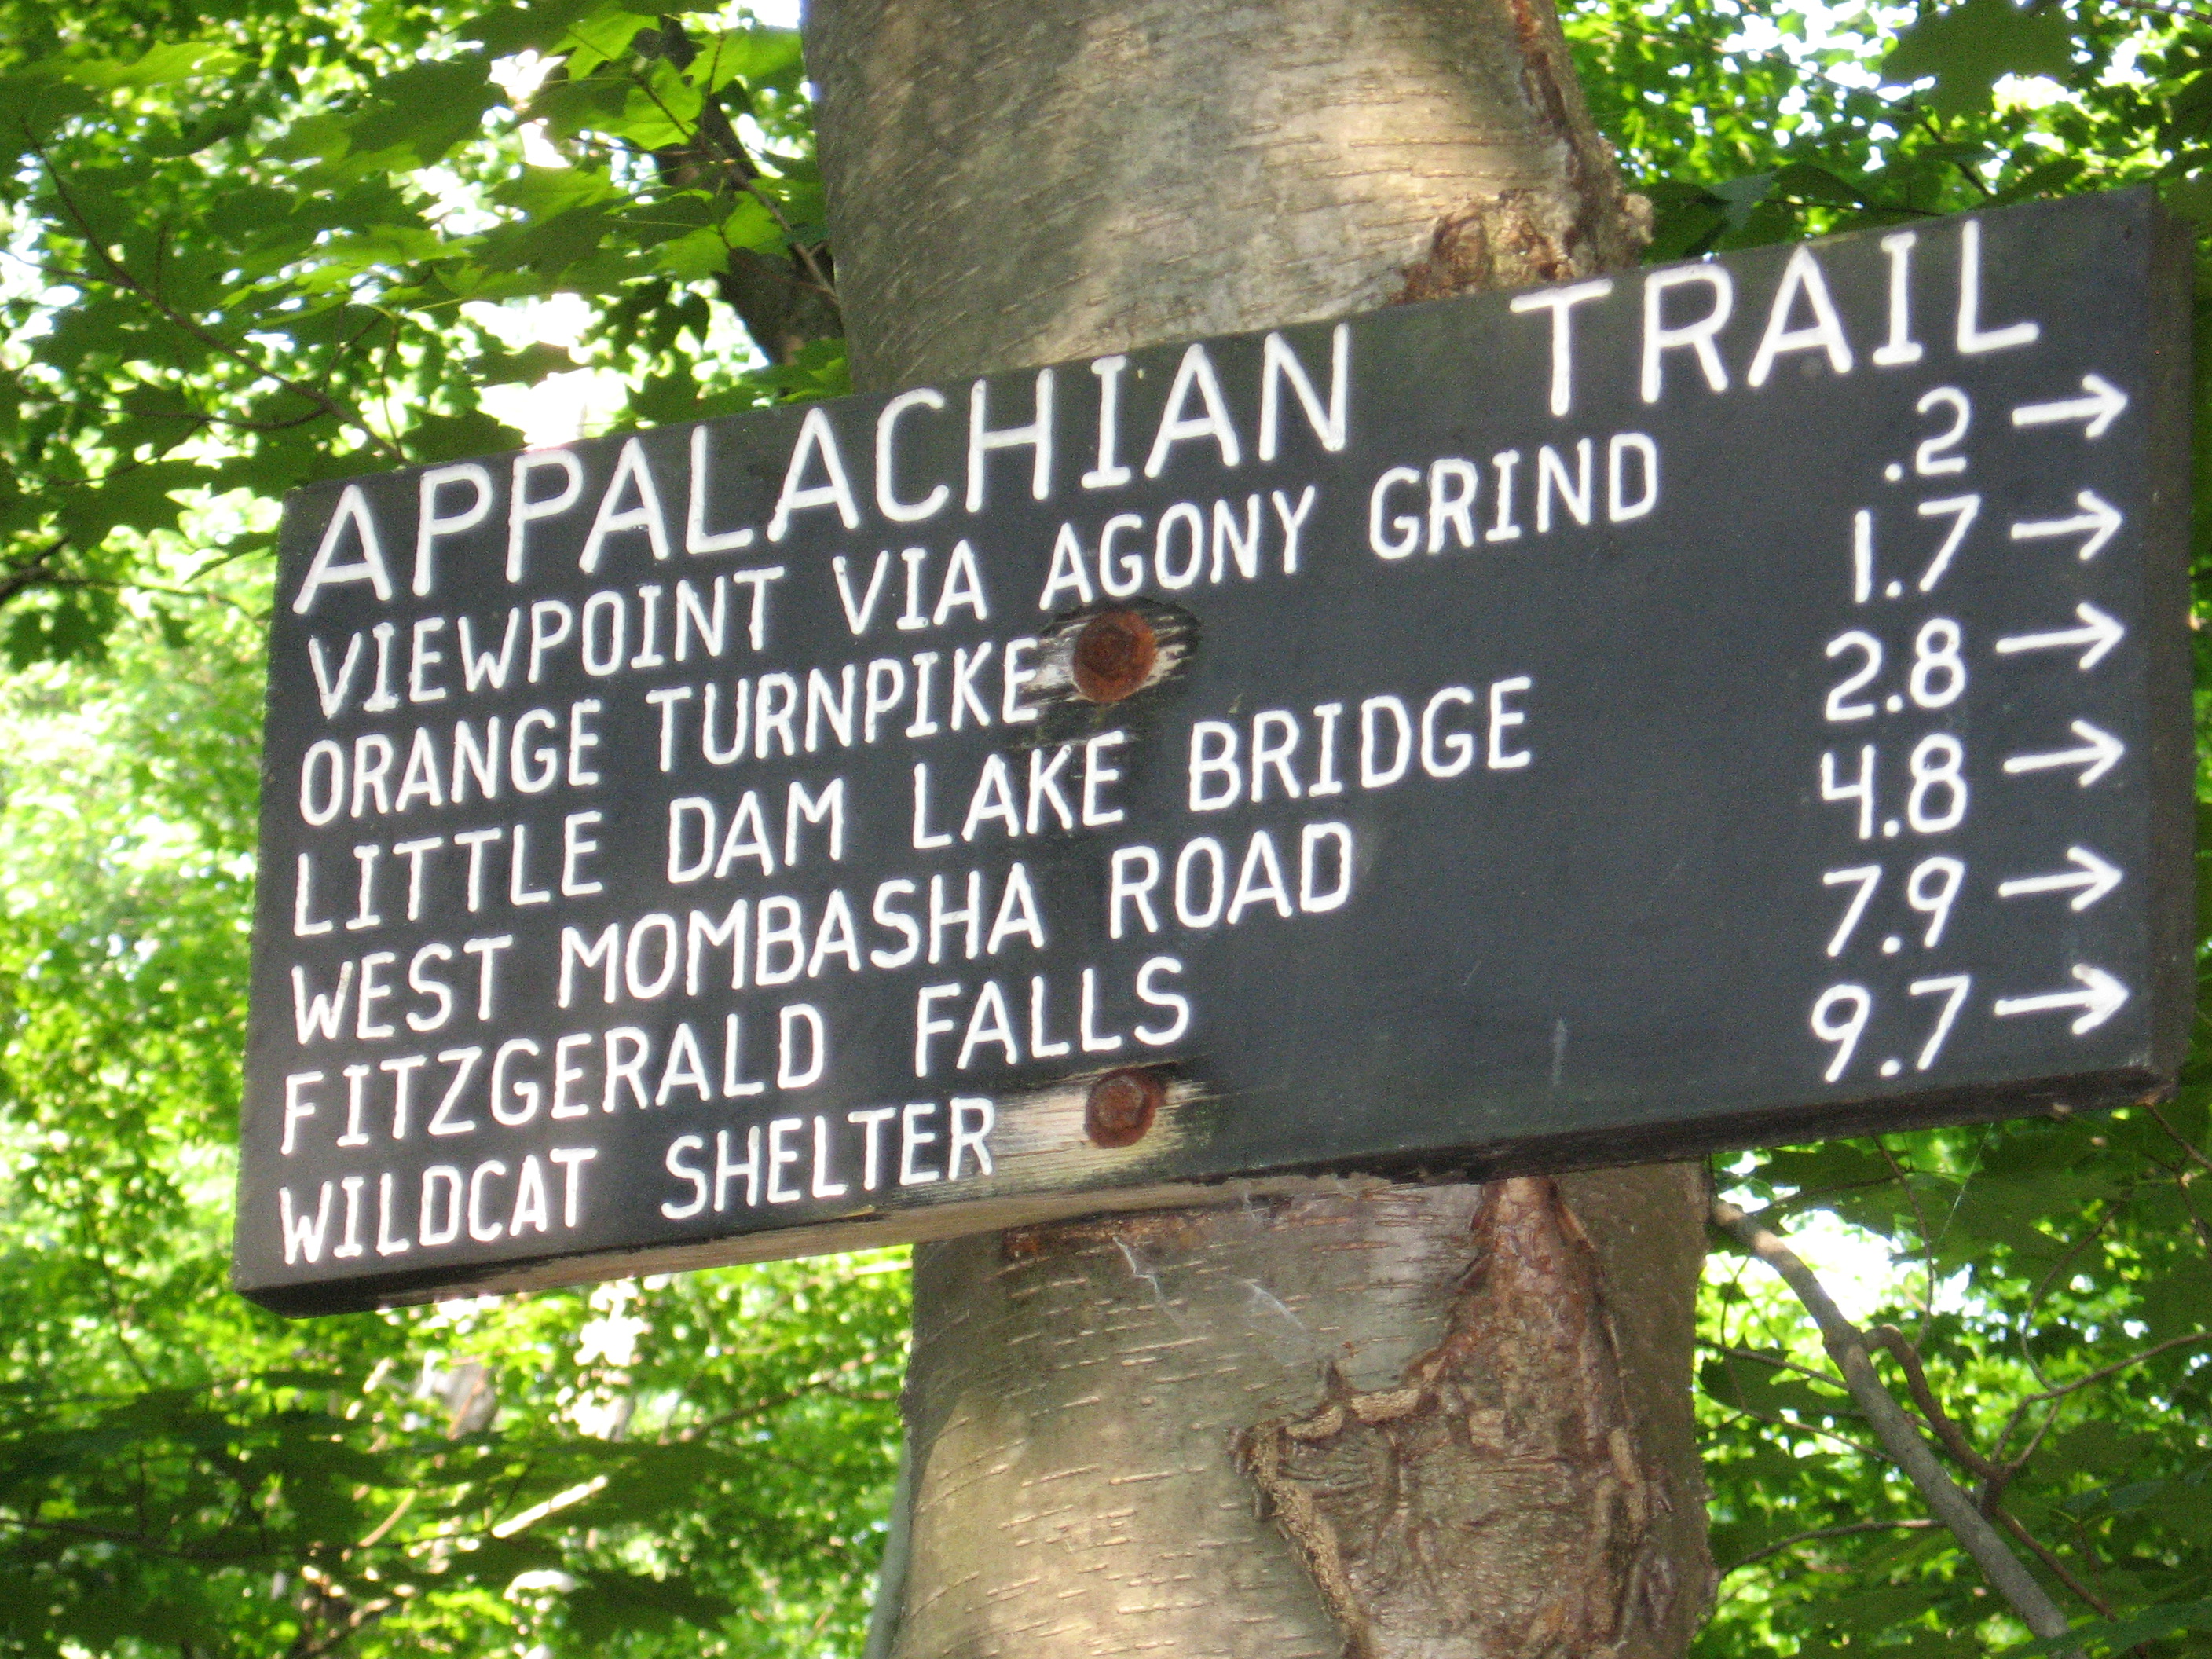 APPALACHIAN TRAIL
VIEWPOINT VIA AGONY GRIND .2 →
ORANGE TURNPIKE 1.7 →
LITTLE DAM LAKE BRIDGE 2.8 →
WEST MOMBASHA ROAD 4.8 →
FITZGERALD FALLS 7.9 →
WILDCAT SHELTER 9.7 →